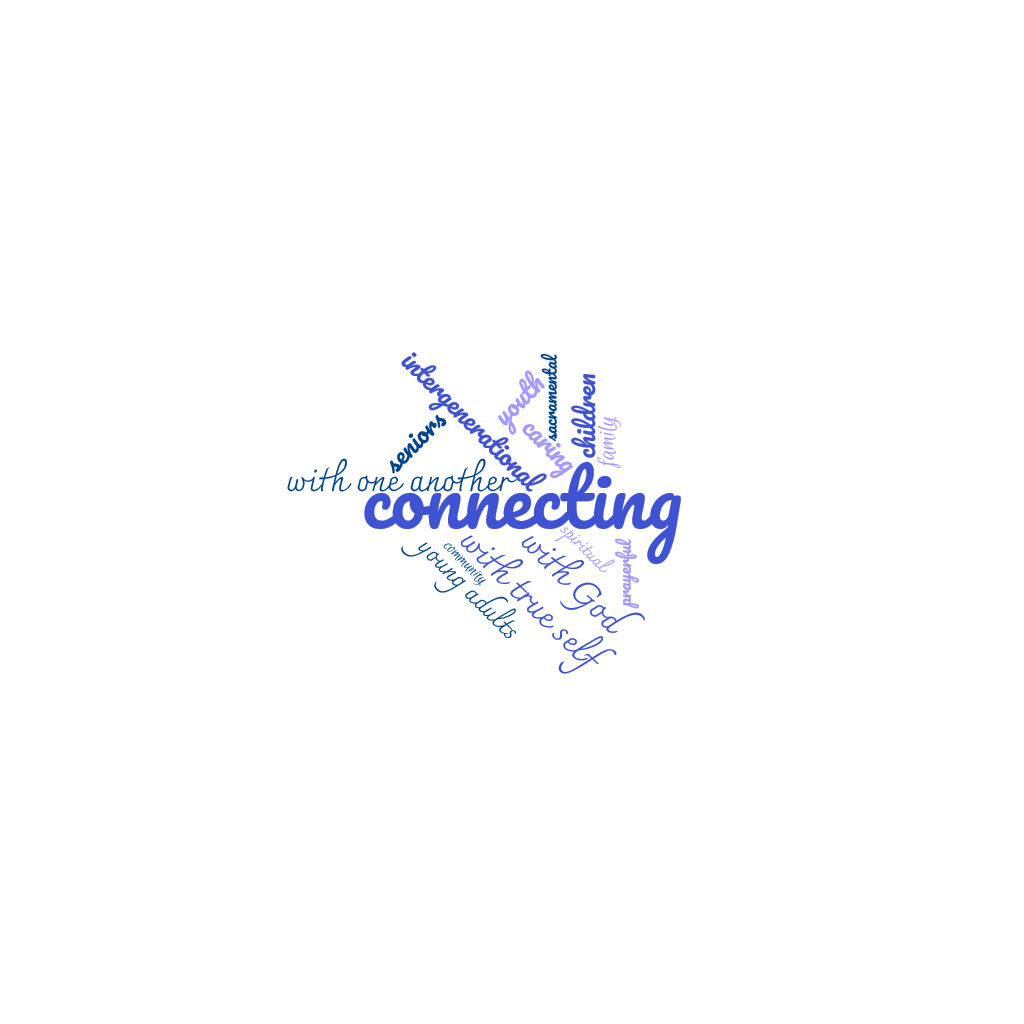 intergenerational
sacramental
youth
children
caring
family
seniors
with one another
connecting
spiritual
with God
prayerful
with true self
community
young adults